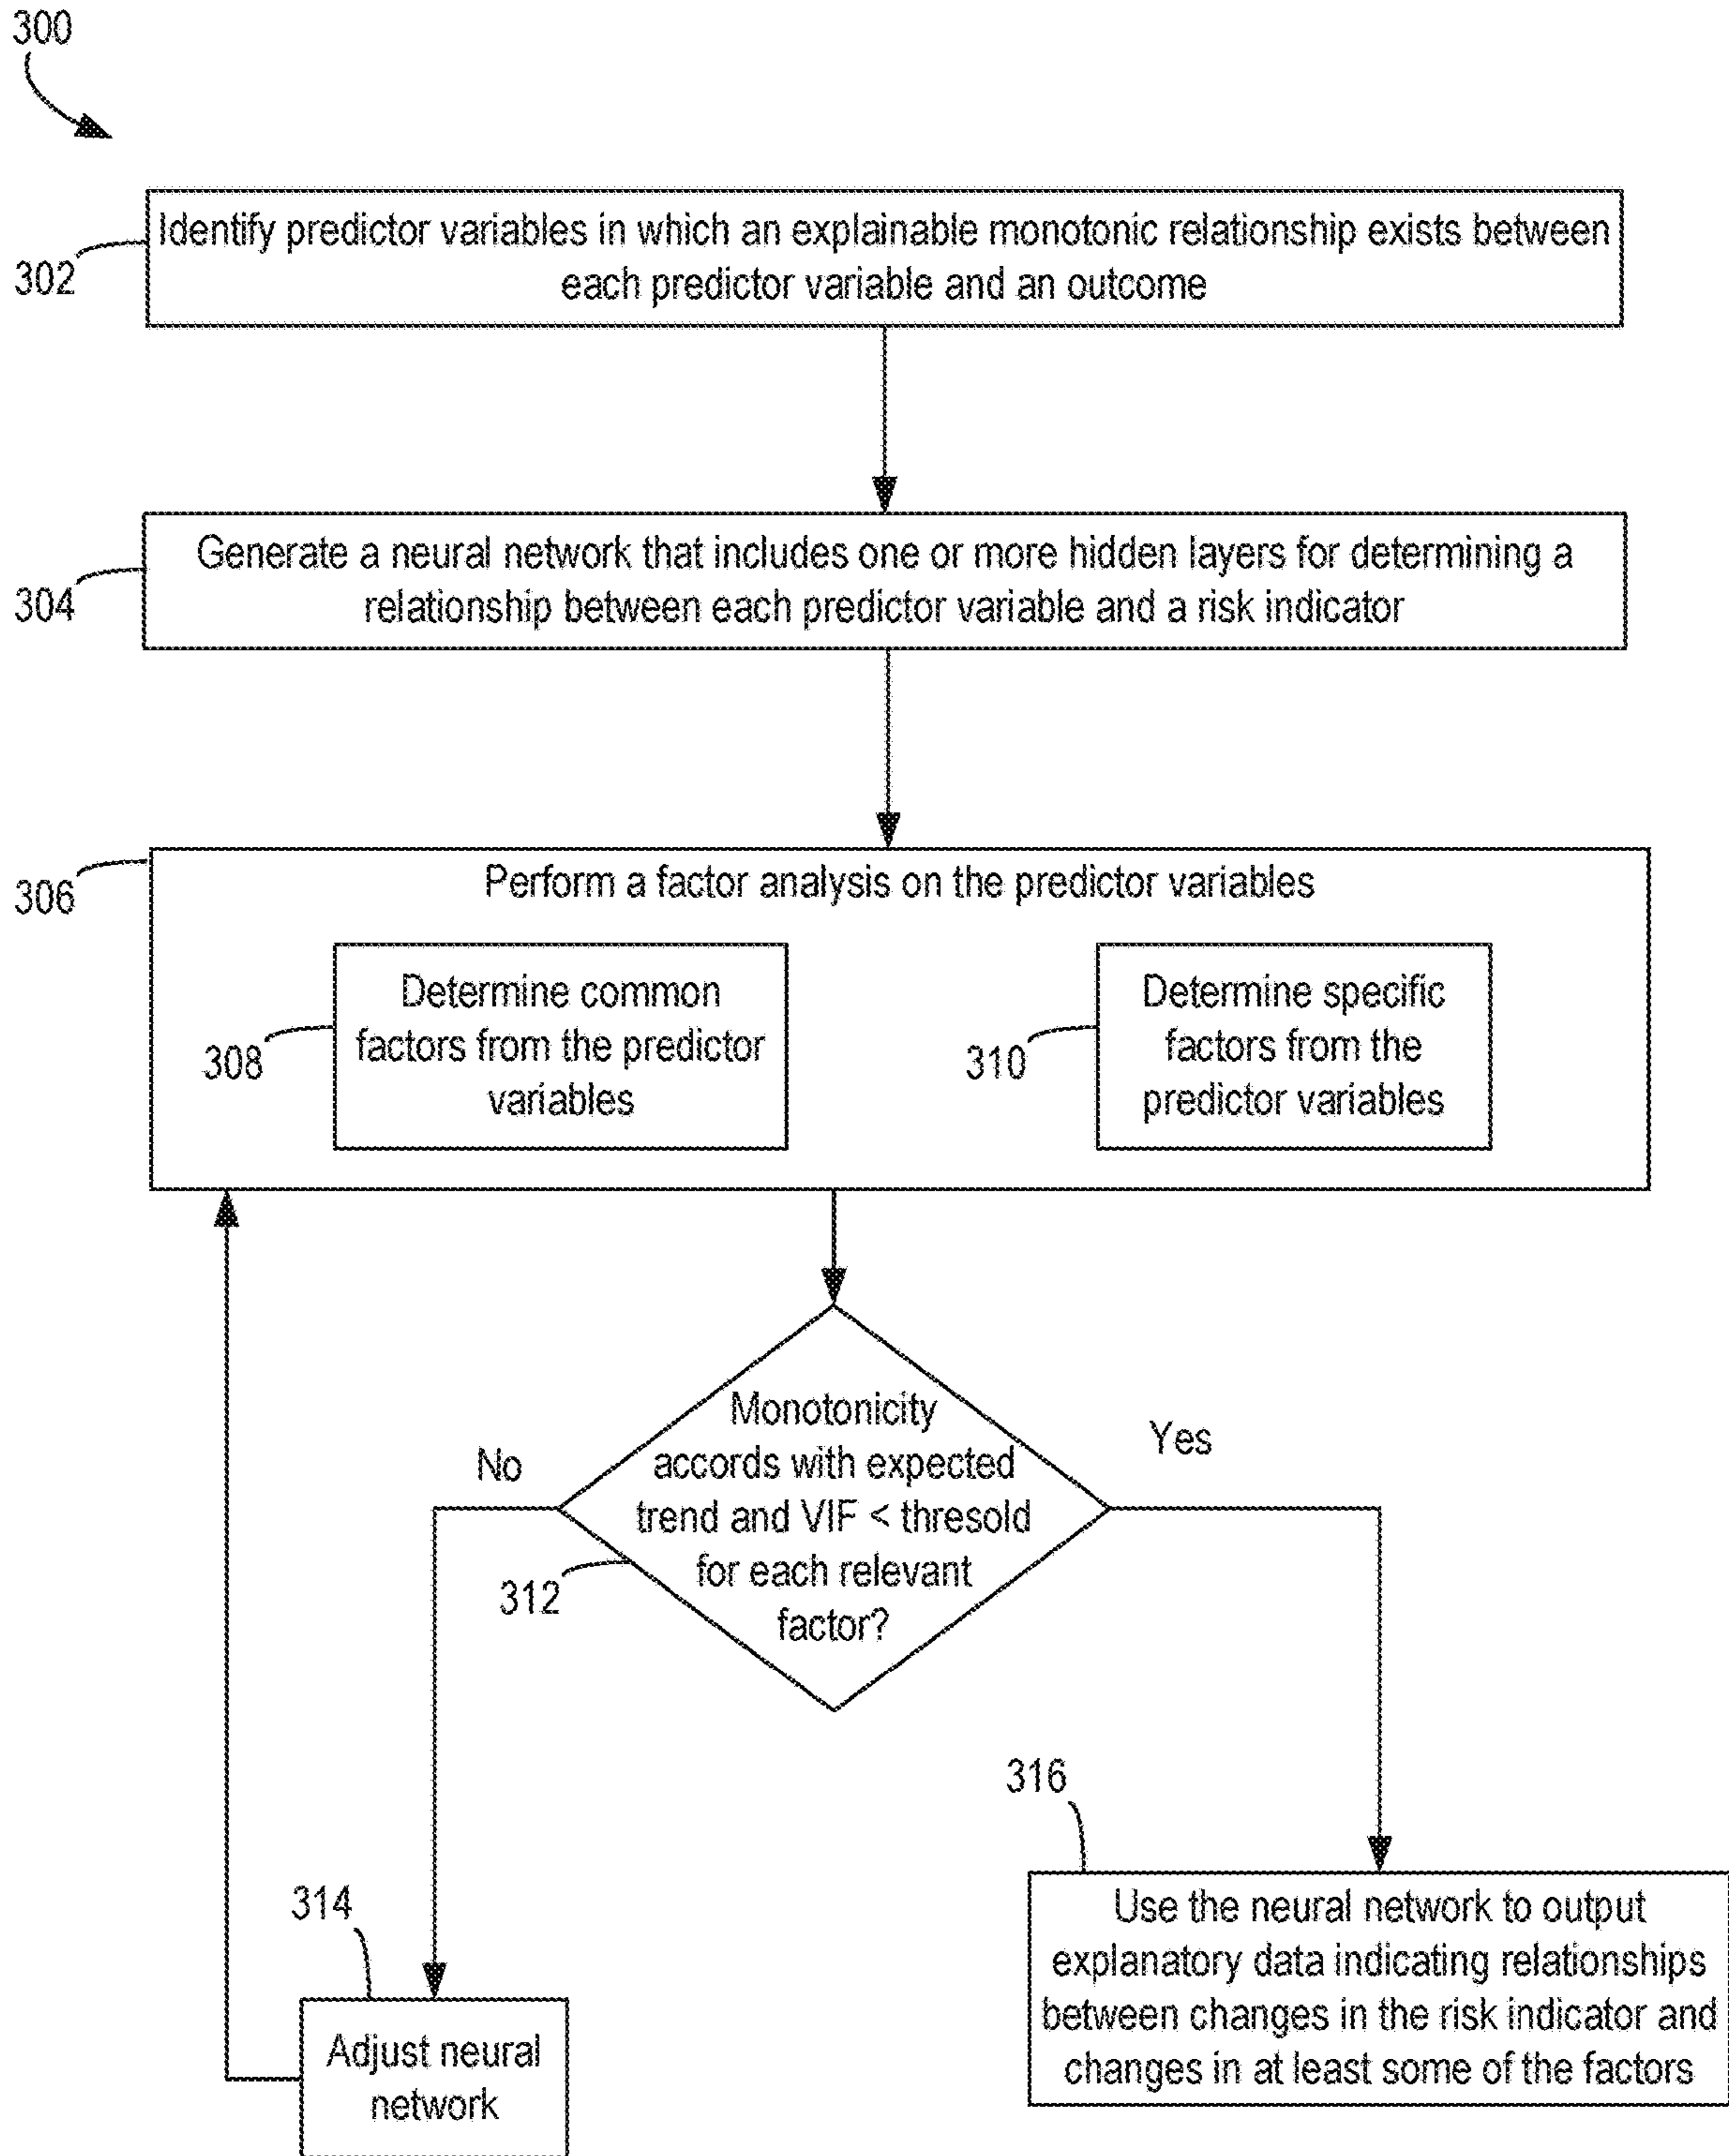 300
302
Identify predictor variables in which an explainable monotonic relationship exists between
each predictor variable and an outcome
304
Generate a neural network that includes one or more hidden layers for determining a
relationship between each predictor variable and a risk indicator
306
Perform a factor analysis on the predictor variables
308
Determine common
factors from the predictor
variables
310
Determine specific
factors from the
predictor variables
312
Monotonicity
accords with expected
trend and VIF < thresold
for each relevant
factor?
No
Yes
314
Adjust neural
network
316
Use the neural network to output
explanatory data indicating relationships
between changes in the risk indicator and
changes in at least some of the factors